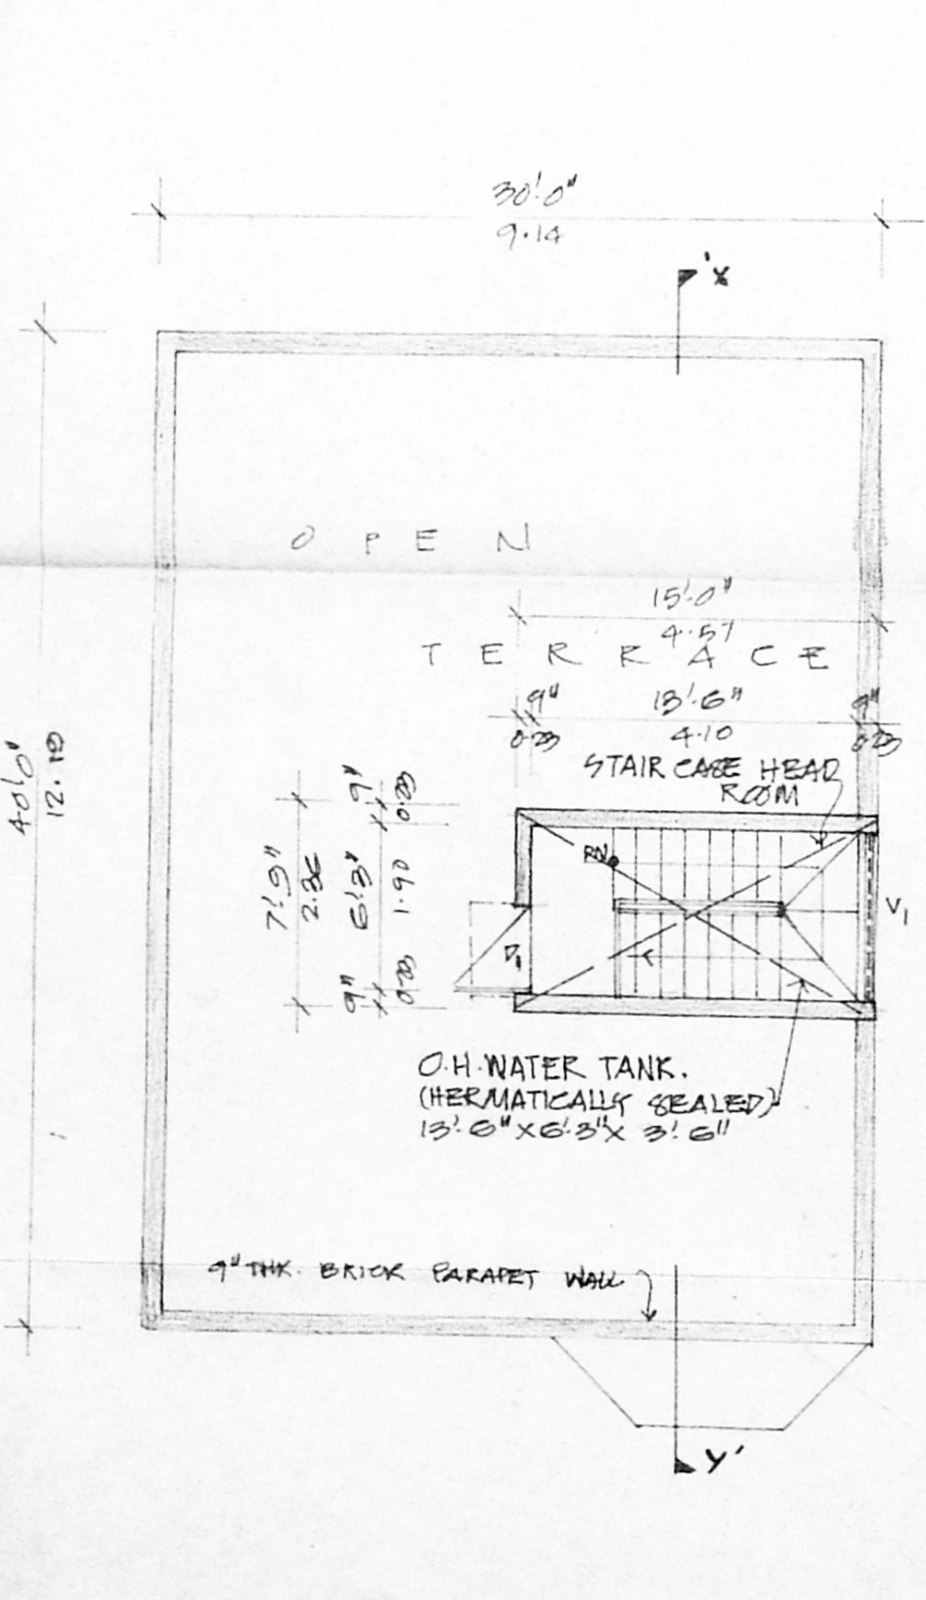 30'-0"
9.14
'X
OPEN
15'-0"
4.57
TERRACE
9" 13'-6" 9"
0.23 4.10 0.23
STAIR CASE HEAD
ROOM
40'-0"
12.19
7'-9"
2.36
9" 6'-3" 9"
0.23 1.90 0.23
D1
V1
O.H. WATER TANK.
(HERMATICALLY SEALED)
13'-6" X 6'-3" X 3'-6"
9" THK. BRICK PARAPET WALL
Y'